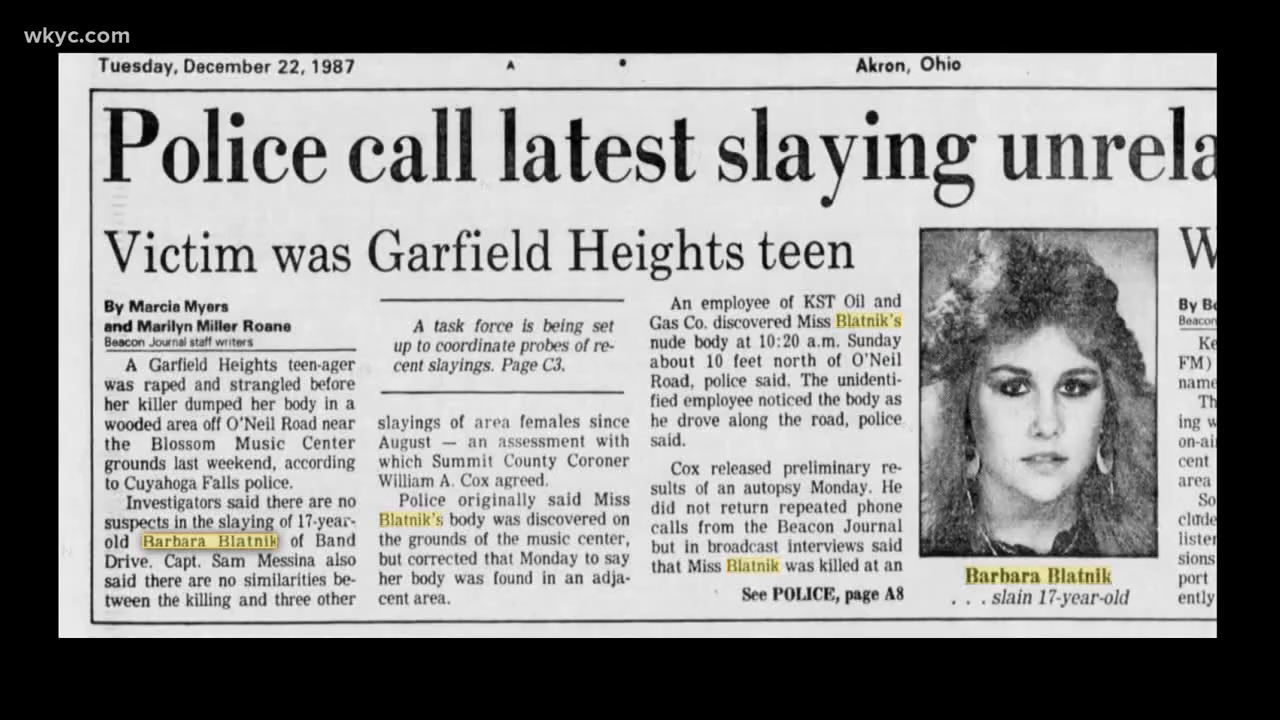 wkyc.com
Tuesday, December 22, 1987
Akron, Ohio
Police call latest slaying unrela
Victim was Garfield Heights teen
By Marcia Myers
and Marilyn Miller Roane
Beacon Journal staff writers
A Garfield Heights teen-ager
was raped and strangled before
her killer dumped her body in a
wooded area off O'Neil Road near
the Blossom Music Center
grounds last weekend, according
to Cuyahoga Falls police.
Investigators said there are no
suspects in the slaying of 17-year-
old Barbara Blatnik of Band
Drive. Capt. Sam Messina also
said there are no similarities be-
tween the killing and three other
A task force is being set
up to coordinate probes of re-
cent slayings. Page C3.
slayings of area females since
August — an assessment with
which Summit County Coroner
William A. Cox agreed.
Police originally said Miss
Blatnik's body was discovered on
the grounds of the music center,
but corrected that Monday to say
her body was found in an adja-
cent area.
An employee of KST Oil and
Gas Co. discovered Miss Blatnik's
nude body at 10:20 a.m. Sunday
about 10 feet north of O'Neil
Road, police said. The unidenti-
fied employee noticed the body as
he drove along the road, police
said.
Cox released preliminary re-
sults of an autopsy Monday. He
did not return repeated phone
calls from the Beacon Journal
but in broadcast interviews said
that Miss Blatnik was killed at an
See POLICE, page A8
Barbara Blatnik
. . . slain 17-year-old
W
By Be
Beacon
Ke
FM)
name
Th
ing w
on-ai
cent
area
So
clude
listen
sions
port
ently